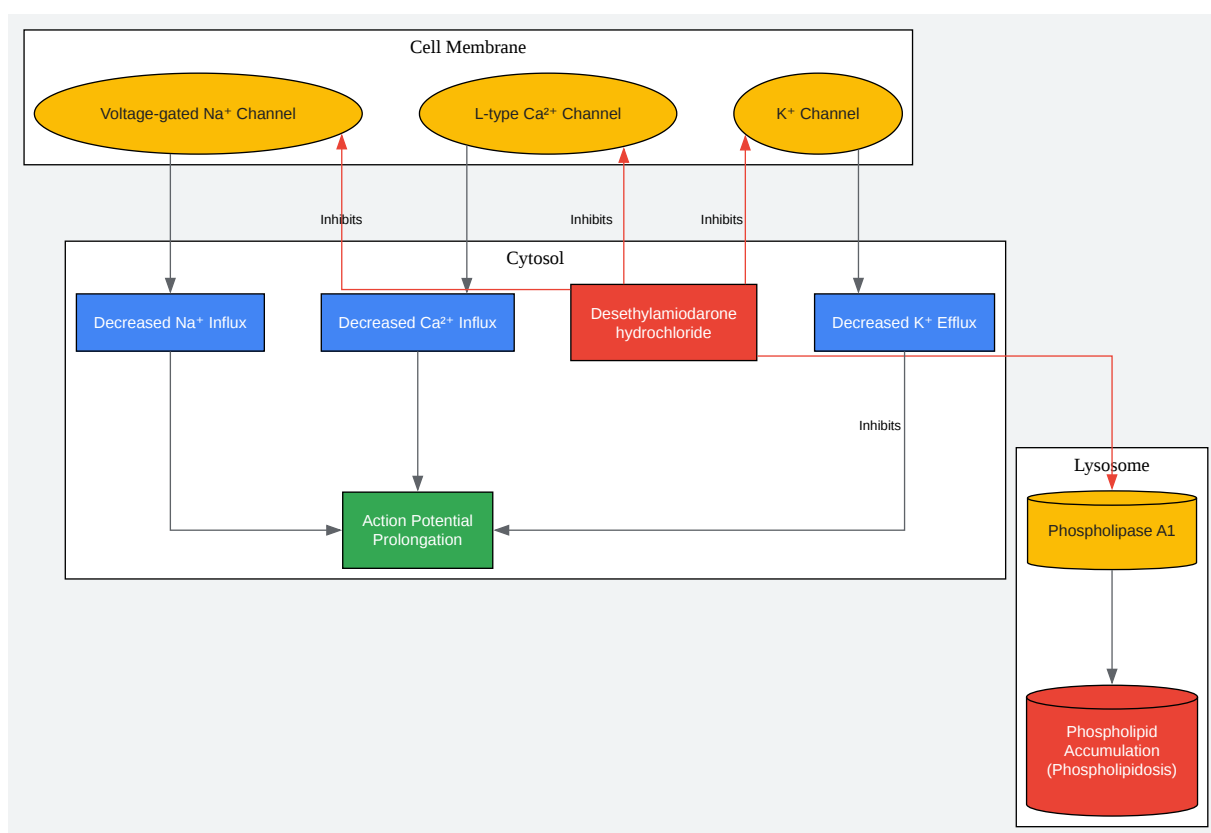 Cell Membrane
Voltage-gated Na⁺ Channel
L-type Ca²⁺ Channel
K⁺ Channel
Inhibits
Inhibits
Inhibits
Cytosol
Decreased Na⁺ Influx
Decreased Ca²⁺ Influx
Desethylamiodarone
hydrochloride
Decreased K⁺ Efflux
Inhibits
Lysosome
Action Potential
Prolongation
Phospholipase A1
Phospholipid
Accumulation
(Phospholipidosis)